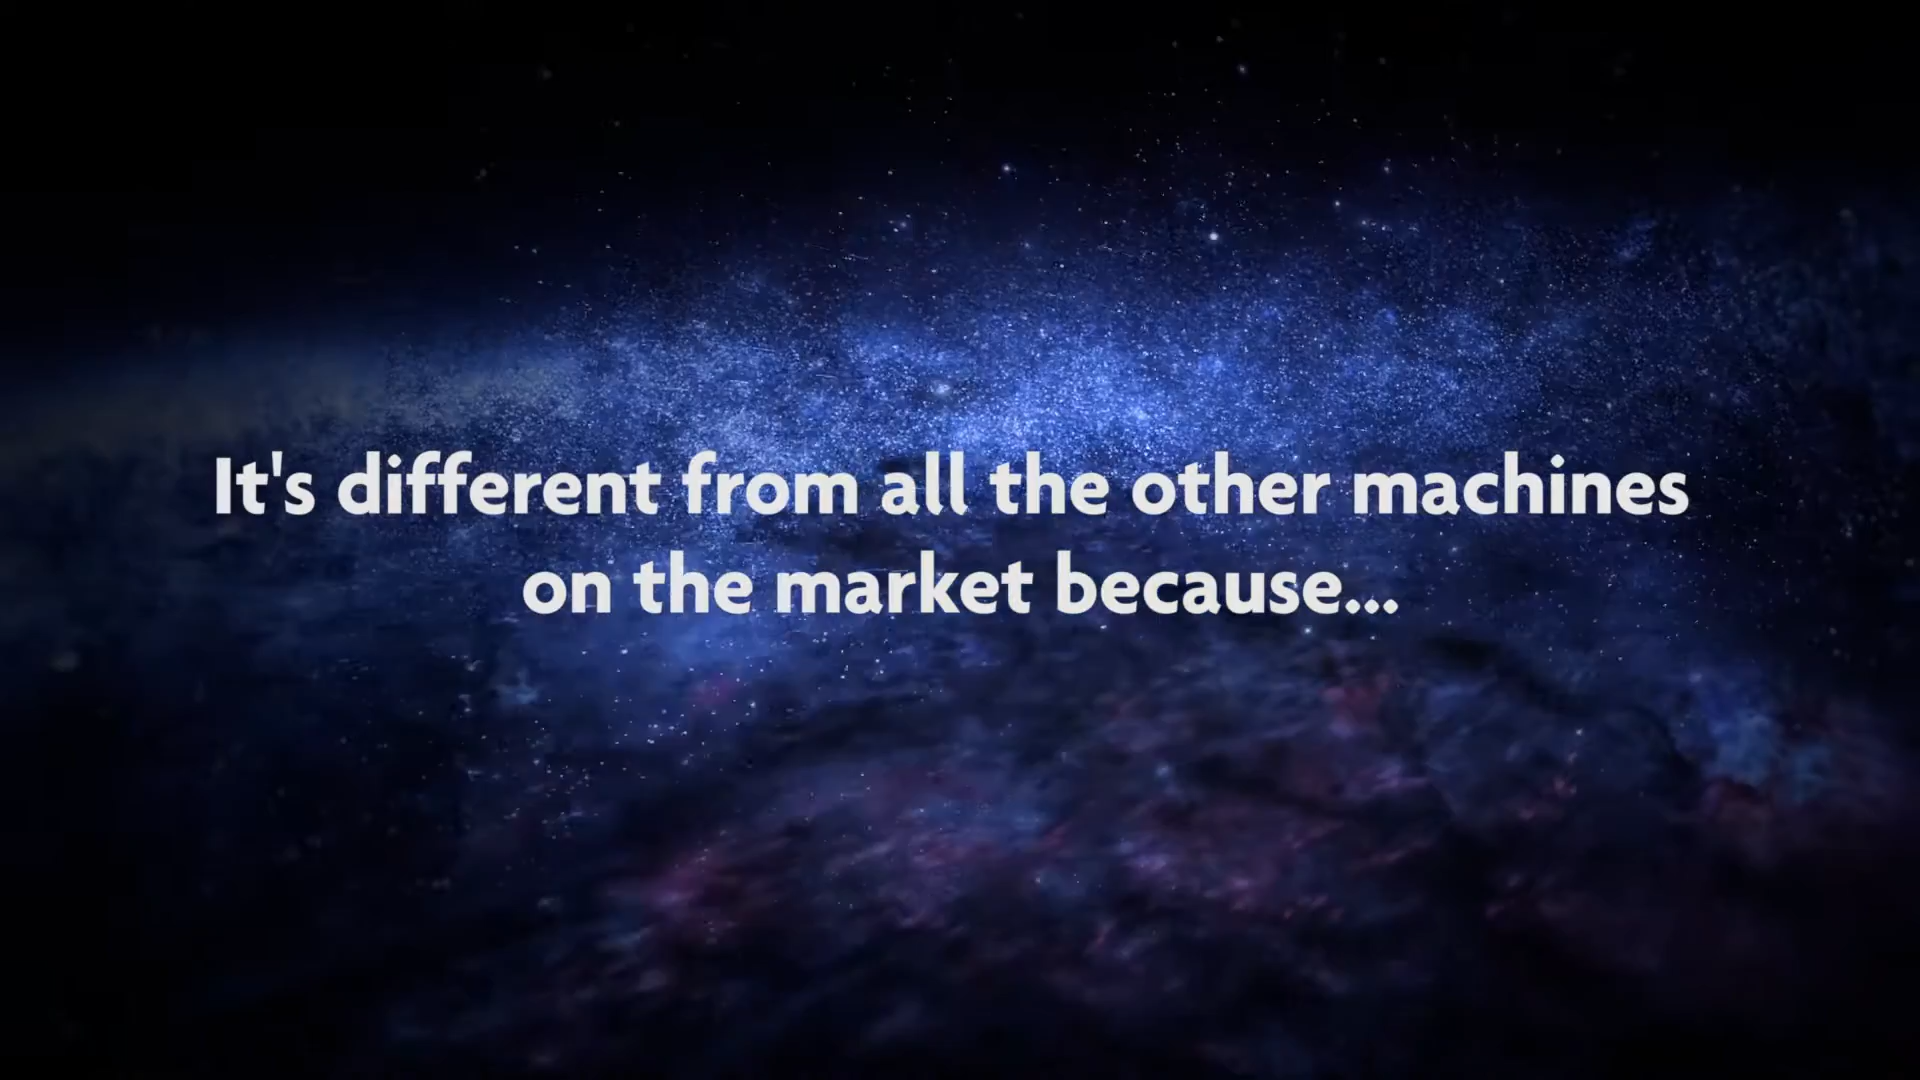 It's different from all the other machines
on the market because...